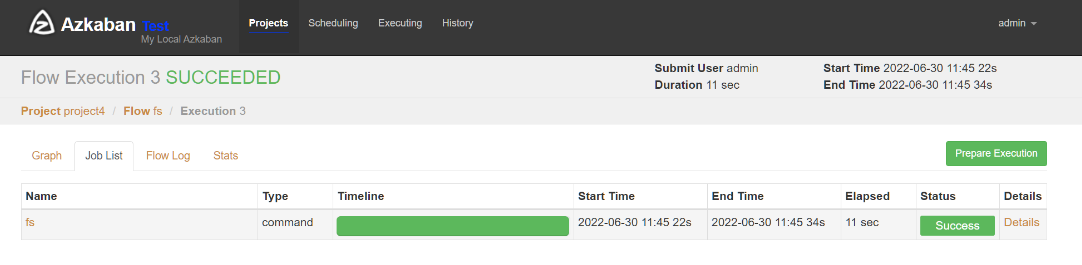 Azkaban Test Projects Scheduling Executing History admin
My Local Azkaban
Flow Execution 3 SUCCEEDED
Submit User admin Start Time 2022-06-30 11:45 22s
Duration 11 sec End Time 2022-06-30 11:45 34s
Project project4 / Flow fs / Execution 3
Graph Job List Flow Log Stats Prepare Execution
Name Type Timeline Start Time End Time Elapsed Status Details
fs command 2022-06-30 11:45 22s 2022-06-30 11:45 34s 11 sec Success Details